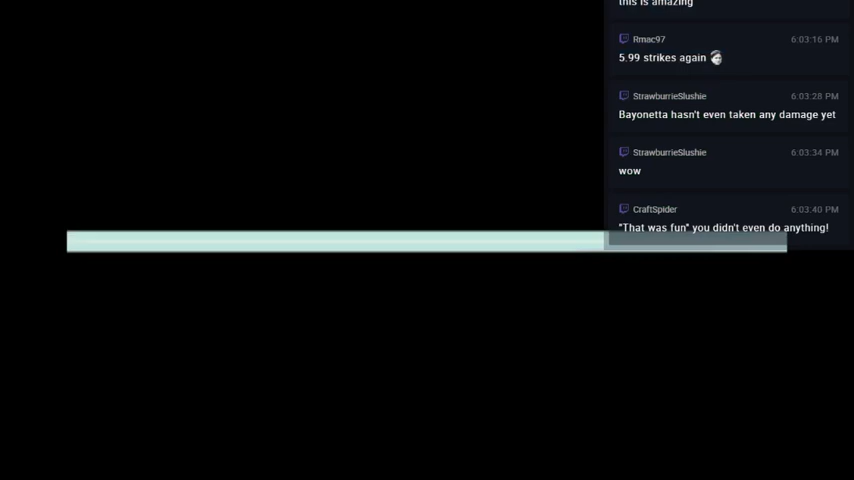 this is amazing
Rmac97 6:03:16 PM
5.99 strikes again
StrawburrieSlushie 6:03:28 PM
Bayonetta hasn't even taken any damage yet
StrawburrieSlushie 6:03:34 PM
wow
CraftSpider 6:03:40 PM
"That was fun" you didn't even do anything!